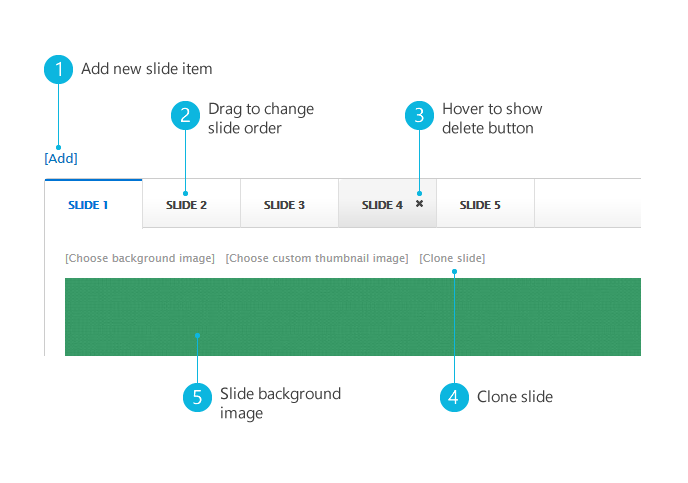 1 Add new slide item
2 Drag to change
slide order
3 Hover to show
delete button
[Add]
SLIDE 1 SLIDE 2 SLIDE 3 SLIDE 4 SLIDE 5
[Choose background image] [Choose custom thumbnail image] [Clone slide]
5 Slide background
image
4 Clone slide